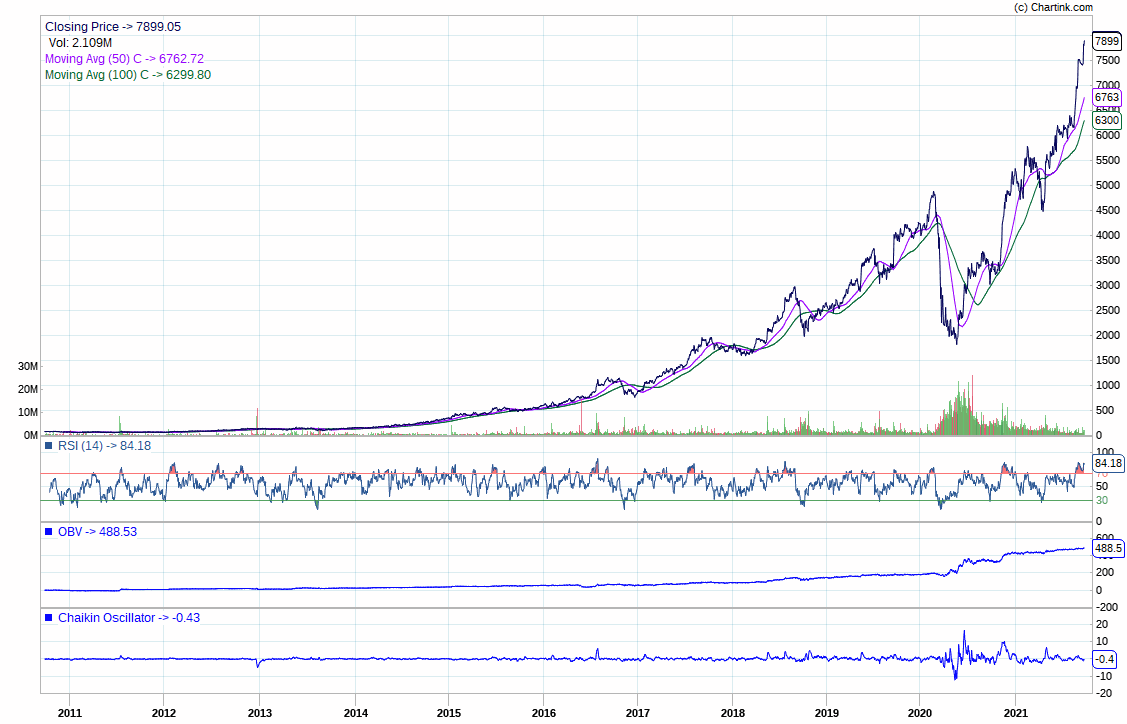 (c) Chartink.com
Closing Price -> 7899.05
Vol: 2.109M
Moving Avg (50) C -> 6762.72
Moving Avg (100) C -> 6299.80
7899
7500
7000
6763
6300
6000
5500
5000
4500
4000
3500
3000
2500
2000
1500
1000
500
0
30M
20M
10M
0M
RSI (14) -> 84.18
100
84.18
50
30
0
OBV -> 488.53
600
488.5
200
0
-200
Chaikin Oscillator -> -0.43
20
10
-0.4
-10
-20
2011 2012 2013 2014 2015 2016 2017 2018 2019 2020 2021